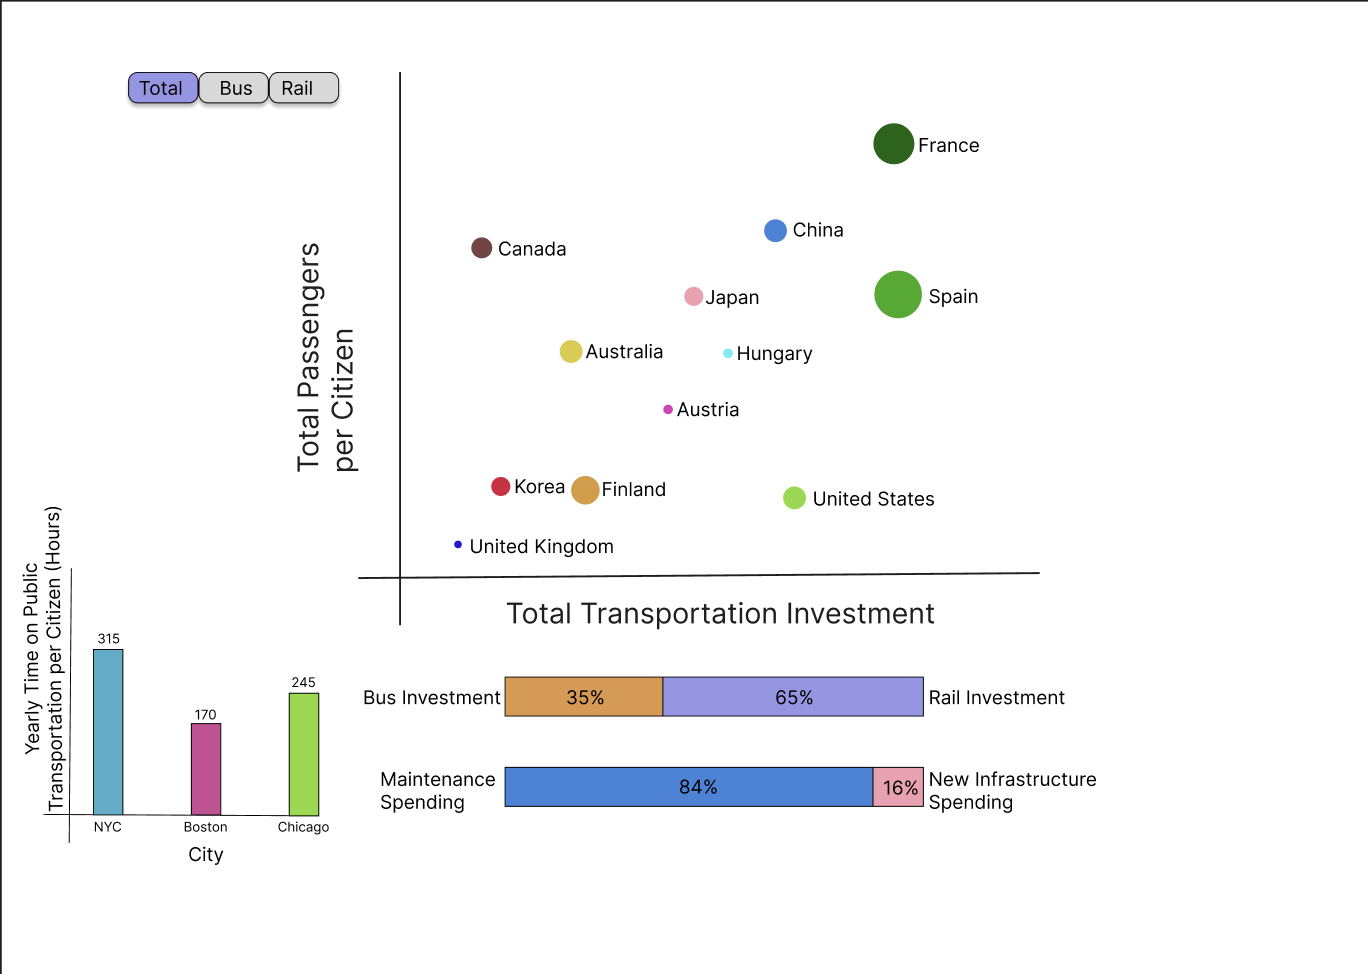 Total Bus Rail
France
China
Canada
Japan
Spain
Australia
Hungary
Austria
Korea
Finland
United States
United Kingdom
Total Passengers
per Citizen
Total Transportation Investment
Yearly Time on Public
Transportation per Citizen (Hours)
315
170
245
NYC
Boston
Chicago
City
Bus Investment
35%
65%
Rail Investment
Maintenance
Spending
84%
16%
New Infrastructure
Spending